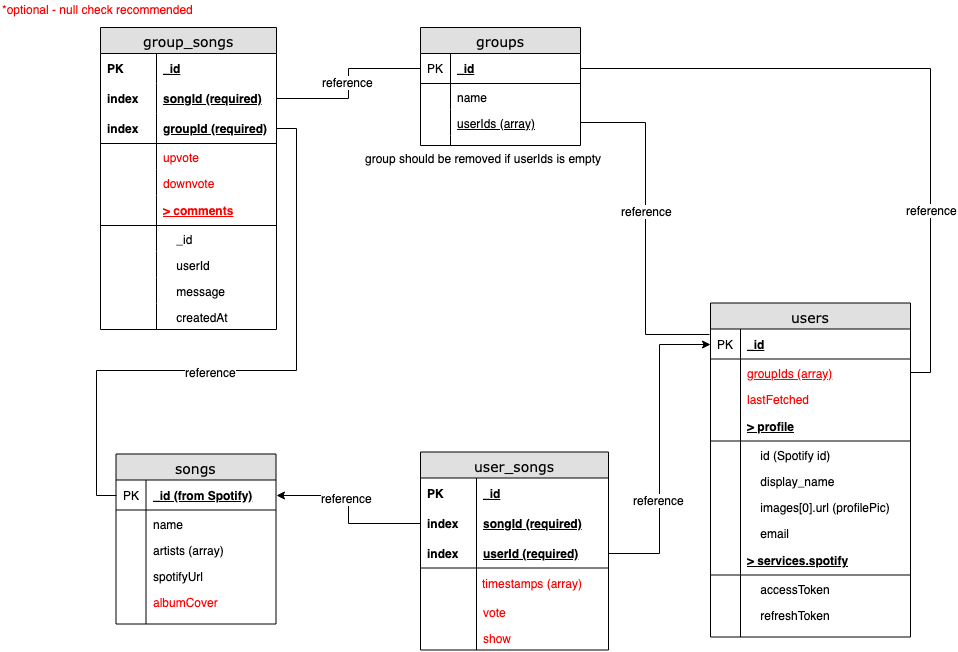 *optional - null check recommended
group_songs
PK _id
index songId (required)
index groupId (required)
upvote
downvote
> comments
_id
userId
message
createdAt
groups
PK _id
name
userIds (array)
group should be removed if userIds is empty
reference
reference
reference
users
PK _id
groupIds (array)
lastFetched
> profile
id (Spotify id)
display_name
images[0].url (profilePic)
email
> services.spotify
accessToken
refreshToken
reference
songs
PK _id (from Spotify)
name
artists (array)
spotifyUrl
albumCover
reference
user_songs
PK _id
index songId (required)
index userId (required)
timestamps (array)
vote
show
reference